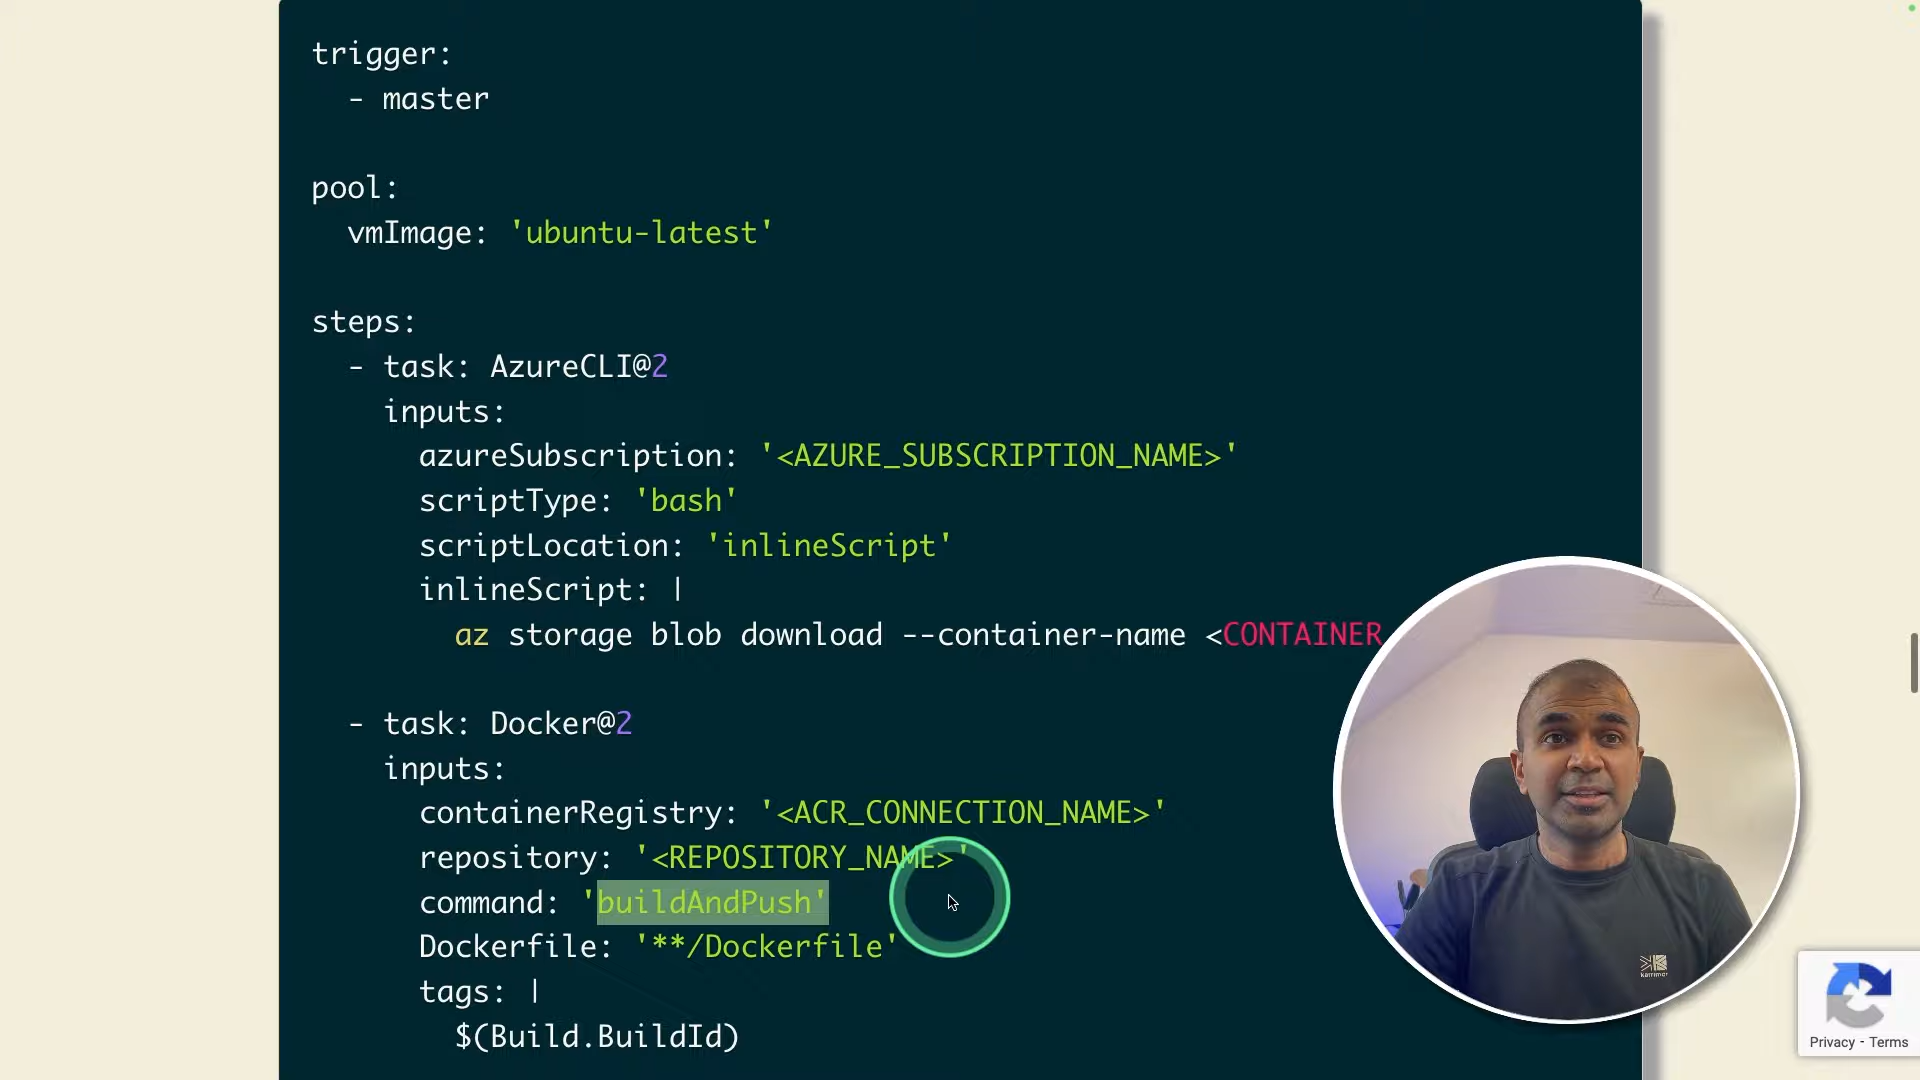 trigger:
- master
pool:
vmImage: 'ubuntu-latest'
steps:
- task: AzureCLI@2
inputs:
azureSubscription: '<AZURE_SUBSCRIPTION_NAME>'
scriptType: 'bash'
scriptLocation: 'inlineScript'
inlineScript: |
az storage blob download --container-name <CONTAINER
- task: Docker@2
inputs:
containerRegistry: '<ACR_CONNECTION_NAME>'
repository: '<REPOSITORY_NAME>'
command: 'buildAndPush'
Dockerfile: '**/Dockerfile'
tags: |
$(Build.BuildId)
Privacy - Terms